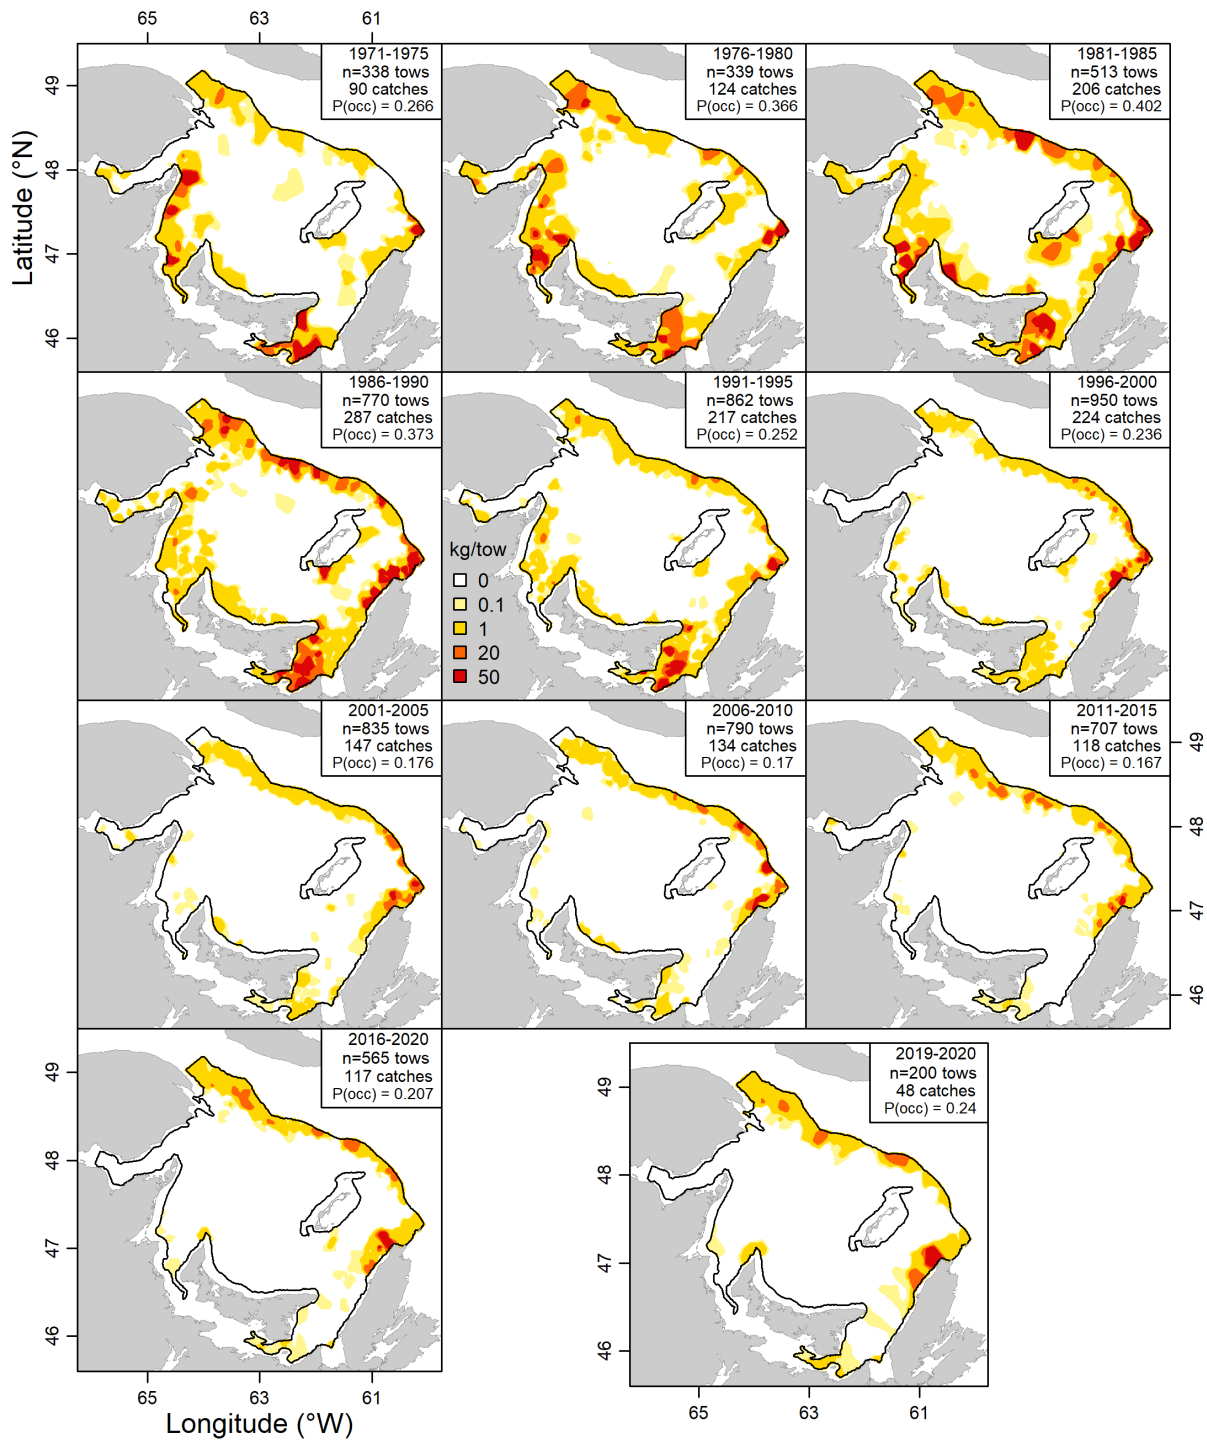 65 63 61
1971-1975
n=338 tows
90 catches
P(occ) = 0.266
1976-1980
n=339 tows
124 catches
P(occ) = 0.366
1981-1985
n=513 tows
206 catches
P(occ) = 0.402
49
48
47
46
Latitude (°N)
1986-1990
n=770 tows
287 catches
P(occ) = 0.373
1991-1995
n=862 tows
217 catches
P(occ) = 0.252
1996-2000
n=950 tows
224 catches
P(occ) = 0.236
kg/tow
0
0.1
1
20
50
2001-2005
n=835 tows
147 catches
P(occ) = 0.176
2006-2010
n=790 tows
134 catches
P(occ) = 0.17
2011-2015
n=707 tows
118 catches
P(occ) = 0.167
49
48
47
46
2016-2020
n=565 tows
117 catches
P(occ) = 0.207
49
48
47
46
65 63 61
Longitude (°W)
2019-2020
n=200 tows
48 catches
P(occ) = 0.24
49
48
47
46
65 63 61